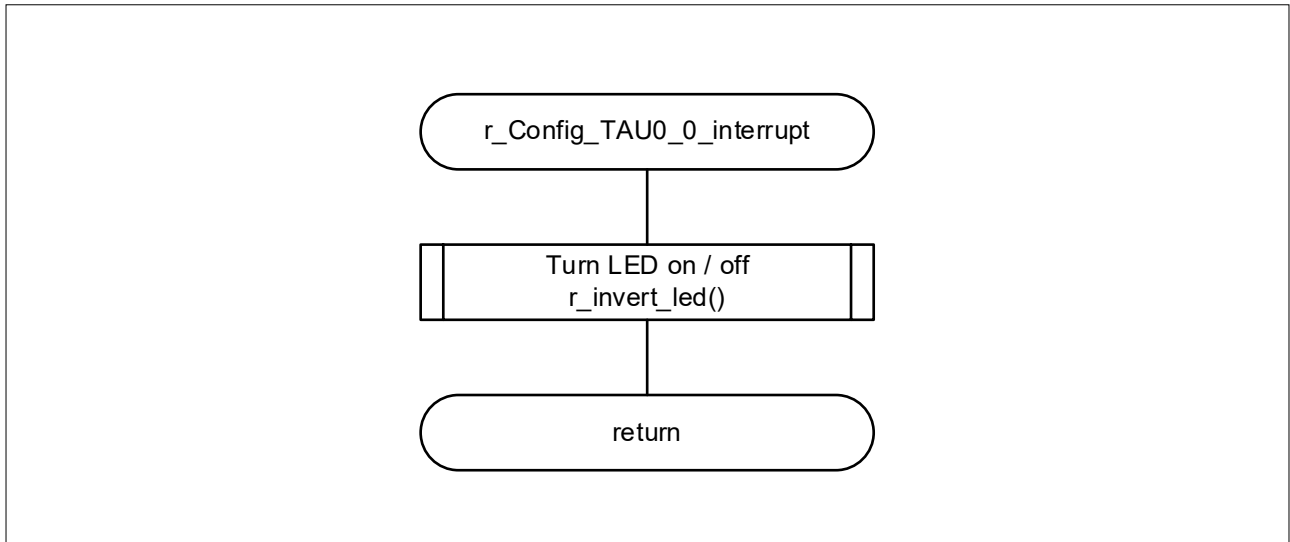 r_Config_TAU0_0_interrupt
Turn LED on / off
r_invert_led()
return